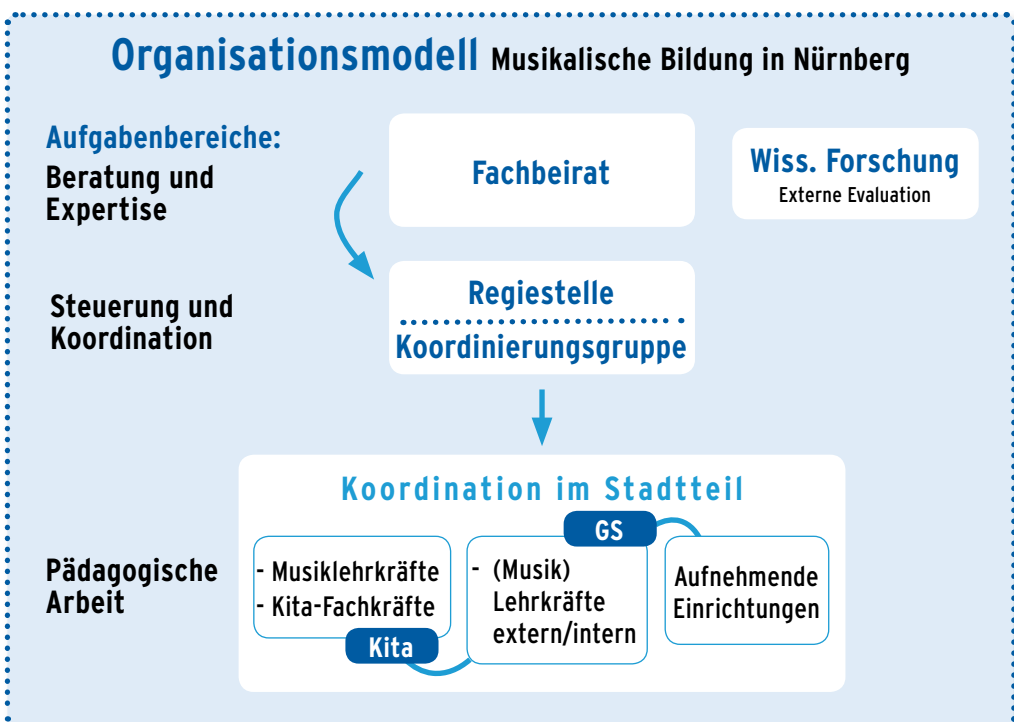 Organisationsmodell Musikalische Bildung in Nürnberg
Aufgabenbereiche:
Beratung und
Expertise
Fachbeirat
Wiss. Forschung
Externe Evaluation
Steuerung und
Koordination
Regiestelle
Koordinierungsgruppe
Koordination im Stadtteil
Pädagogische
Arbeit
- Musiklehrkräfte
- Kita-Fachkräfte
Kita
GS
- (Musik)
Lehrkräfte
extern/intern
Aufnehmende
Einrichtungen